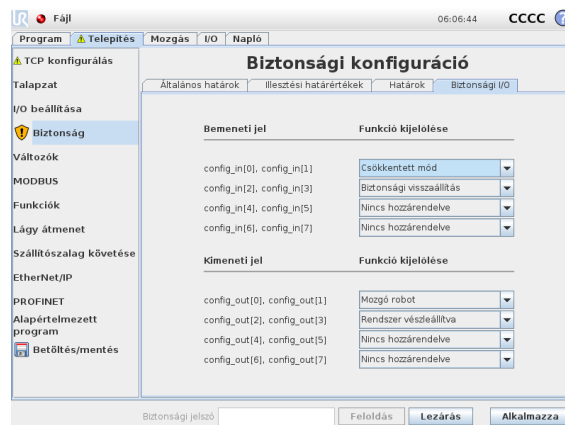 UR Fájl 06:06:44 CCCC ?
Program Telepítés Mozgás I/O Napló
TCP konfigurálás
Talapzat
I/O beállítása
Biztonság
Változók
MODBUS
Funkciók
Lágy átmenet
Szállítószalag követése
EtherNet/IP
PROFINET
Alapértelmezett
program
Betöltés/mentés
Biztonsági konfiguráció
Általános határok Illesztési határértékek Határok Biztonsági I/O
Bemeneti jel Funkció kijelölése
config_in[0], config_in[1] Csökkentett mód
config_in[2], config_in[3] Biztonsági visszaállítás
config_in[4], config_in[5] Nincs hozzárendelve
config_in[6], config_in[7] Nincs hozzárendelve
Kimeneti jel Funkció kijelölése
config_out[0], config_out[1] Mozgó robot
config_out[2], config_out[3] Rendszer vészleállítva
config_out[4], config_out[5] Nincs hozzárendelve
config_out[6], config_out[7] Nincs hozzárendelve
Biztonsági jelszó Feloldás Lezárás Alkalmazza